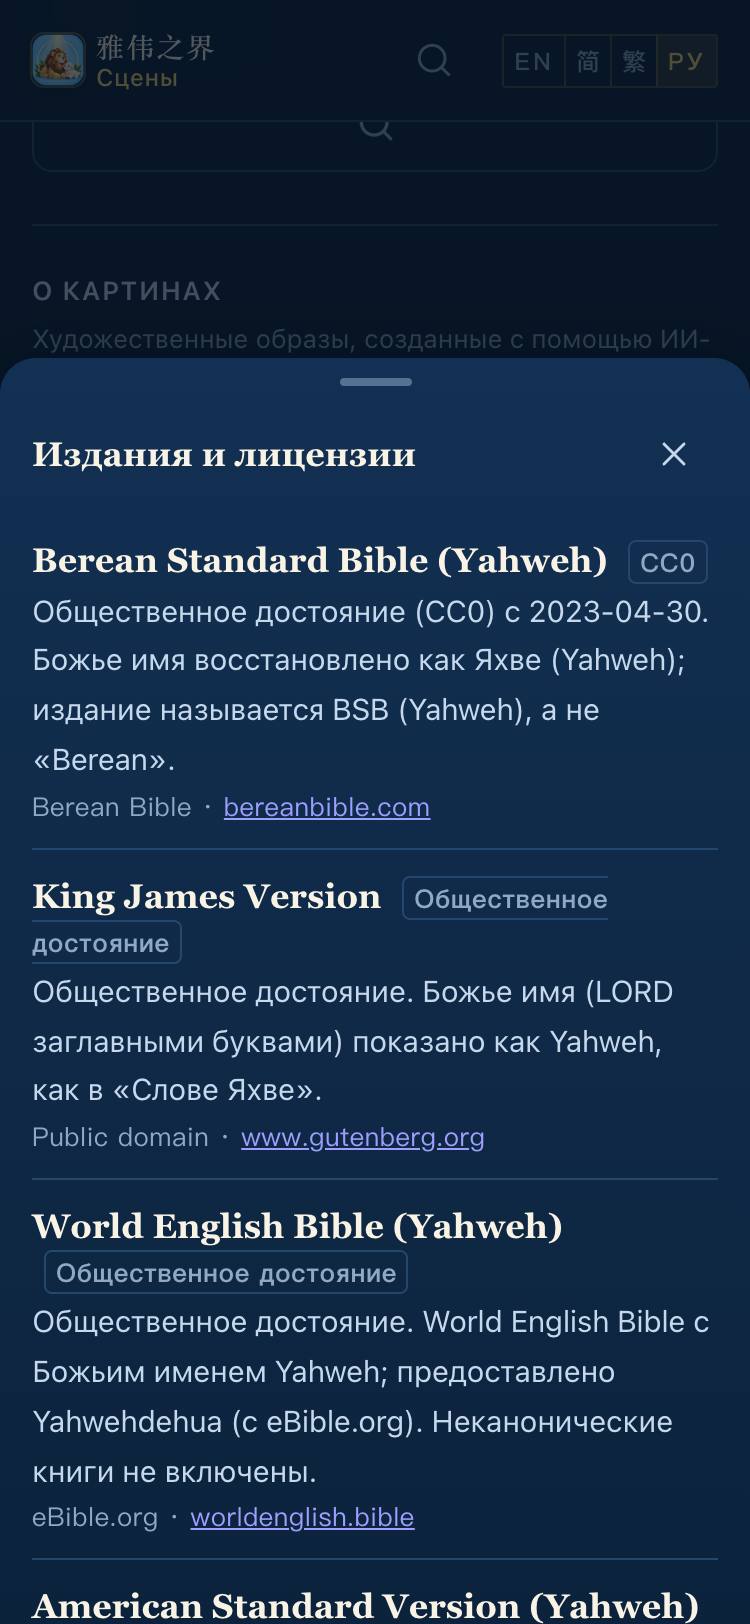 雅伟之界
Сцены
EN 简 繁 РУ
О КАРТИНАХ
Художественные образы, созданные с помощью ИИ-
Издания и лицензии
Berean Standard Bible (Yahweh) CC0
Общественное достояние (CC0) с 2023-04-30.
Божье имя восстановлено как Яхве (Yahweh);
издание называется BSB (Yahweh), а не
«Berean».
Berean Bible · bereanbible.com
King James Version Общественное
достояние
Общественное достояние. Божье имя (LORD
заглавными буквами) показано как Yahweh,
как в «Слове Яхве».
Public domain · www.gutenberg.org
World English Bible (Yahweh)
Общественное достояние
Общественное достояние. World English Bible с
Божьим именем Yahweh; предоставлено
Yahwehdehua (с eBible.org). Неканонические
книги не включены.
eBible.org · worldenglish.bible
American Standard Version (Yahweh)